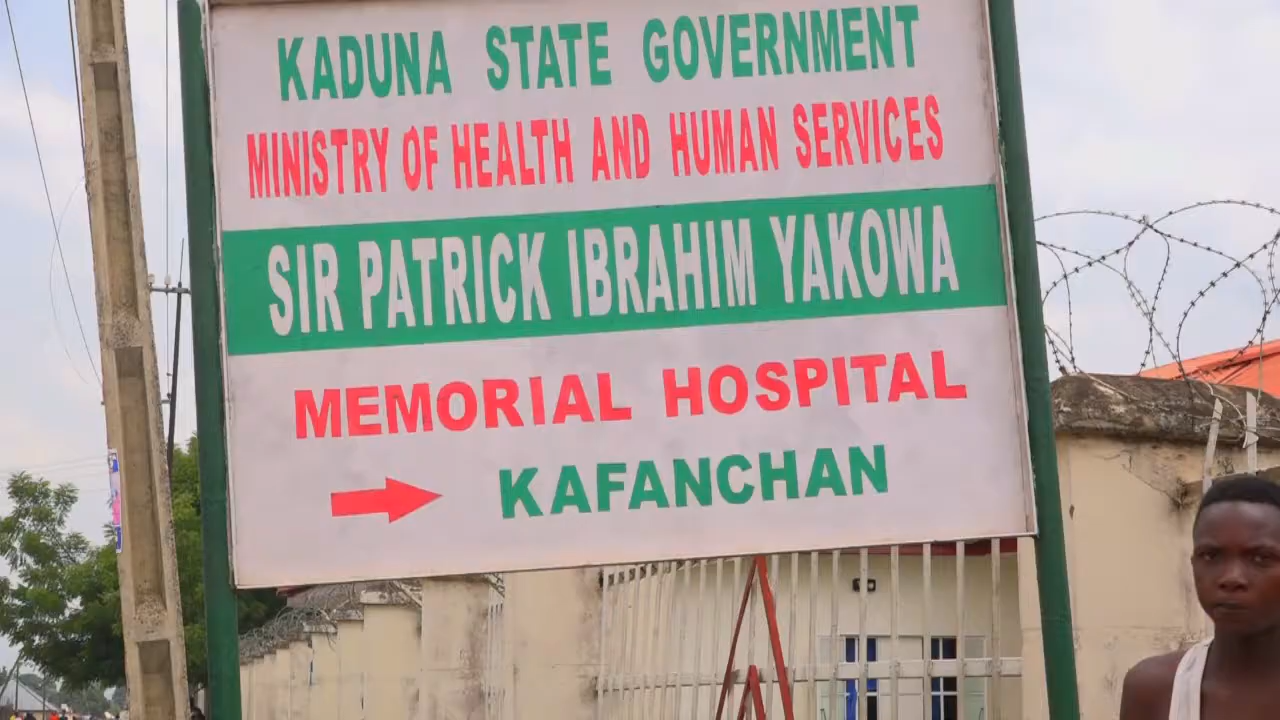 KADUNA STATE GOVERNMENT
MINISTRY OF HEALTH AND HUMAN SERVICES
SIR PATRICK IBRAHIM YAKOWA
MEMORIAL HOSPITAL
KAFANCHAN